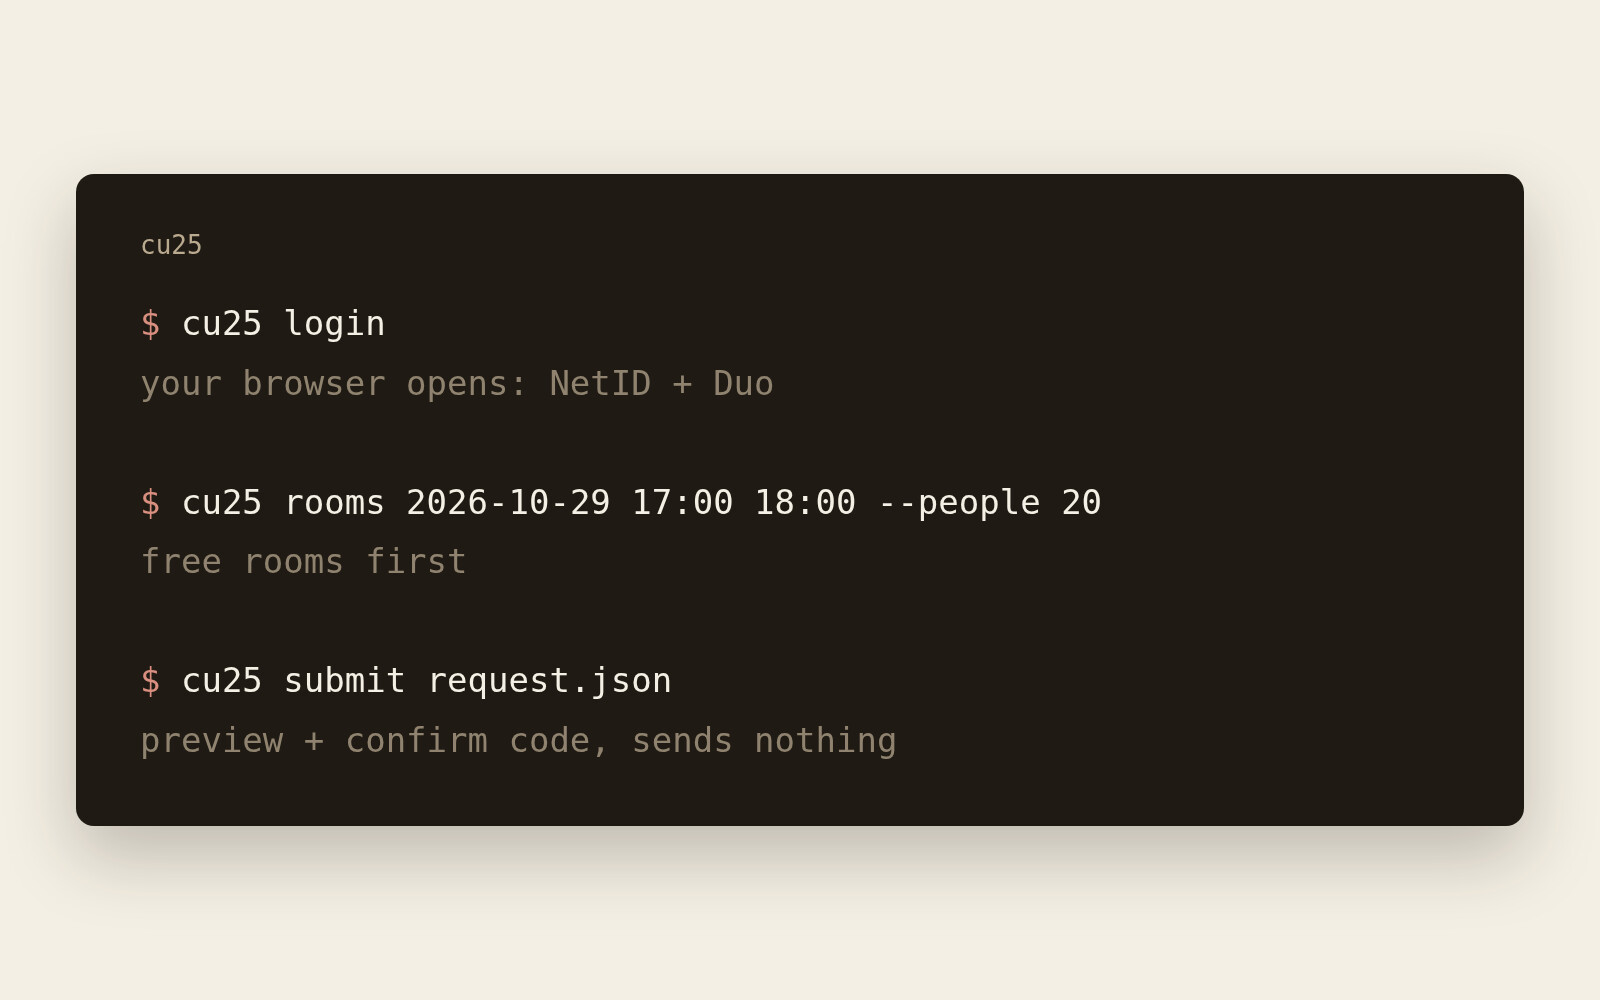 cu25
$ cu25 login
your browser opens: NetID + Duo
$ cu25 rooms 2026-10-29 17:00 18:00 --people 20
free rooms first
$ cu25 submit request.json
preview + confirm code, sends nothing